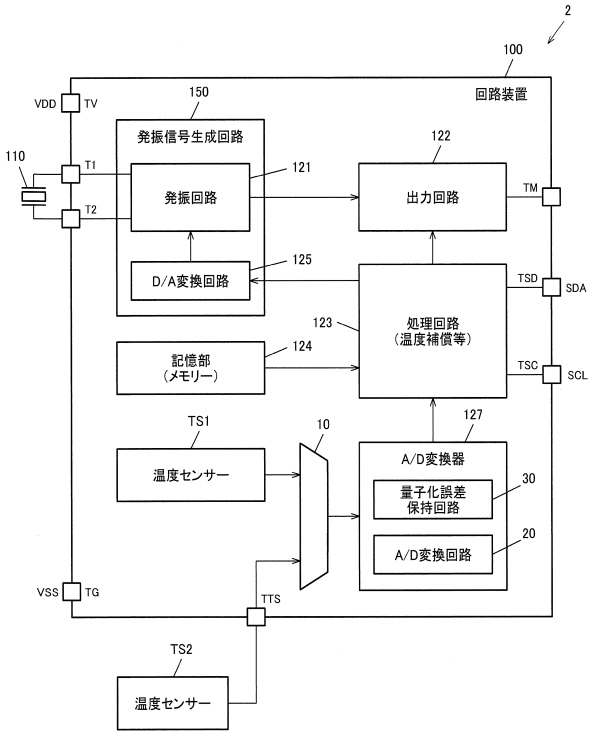 2
100
回路装置
VDD
TV
150
発振信号生成回路
110
T1
T2
121
発振回路
122
出力回路
TM
125
D/A変換回路
123
処理回路
(温度補償等)
TSD
SDA
TSC
SCL
124
記憶部
(メモリー)
TS1
温度センサー
10
127
A/D変換器
30
量子化誤差
保持回路
20
A/D変換回路
VSS
TG
TTS
TS2
温度センサー